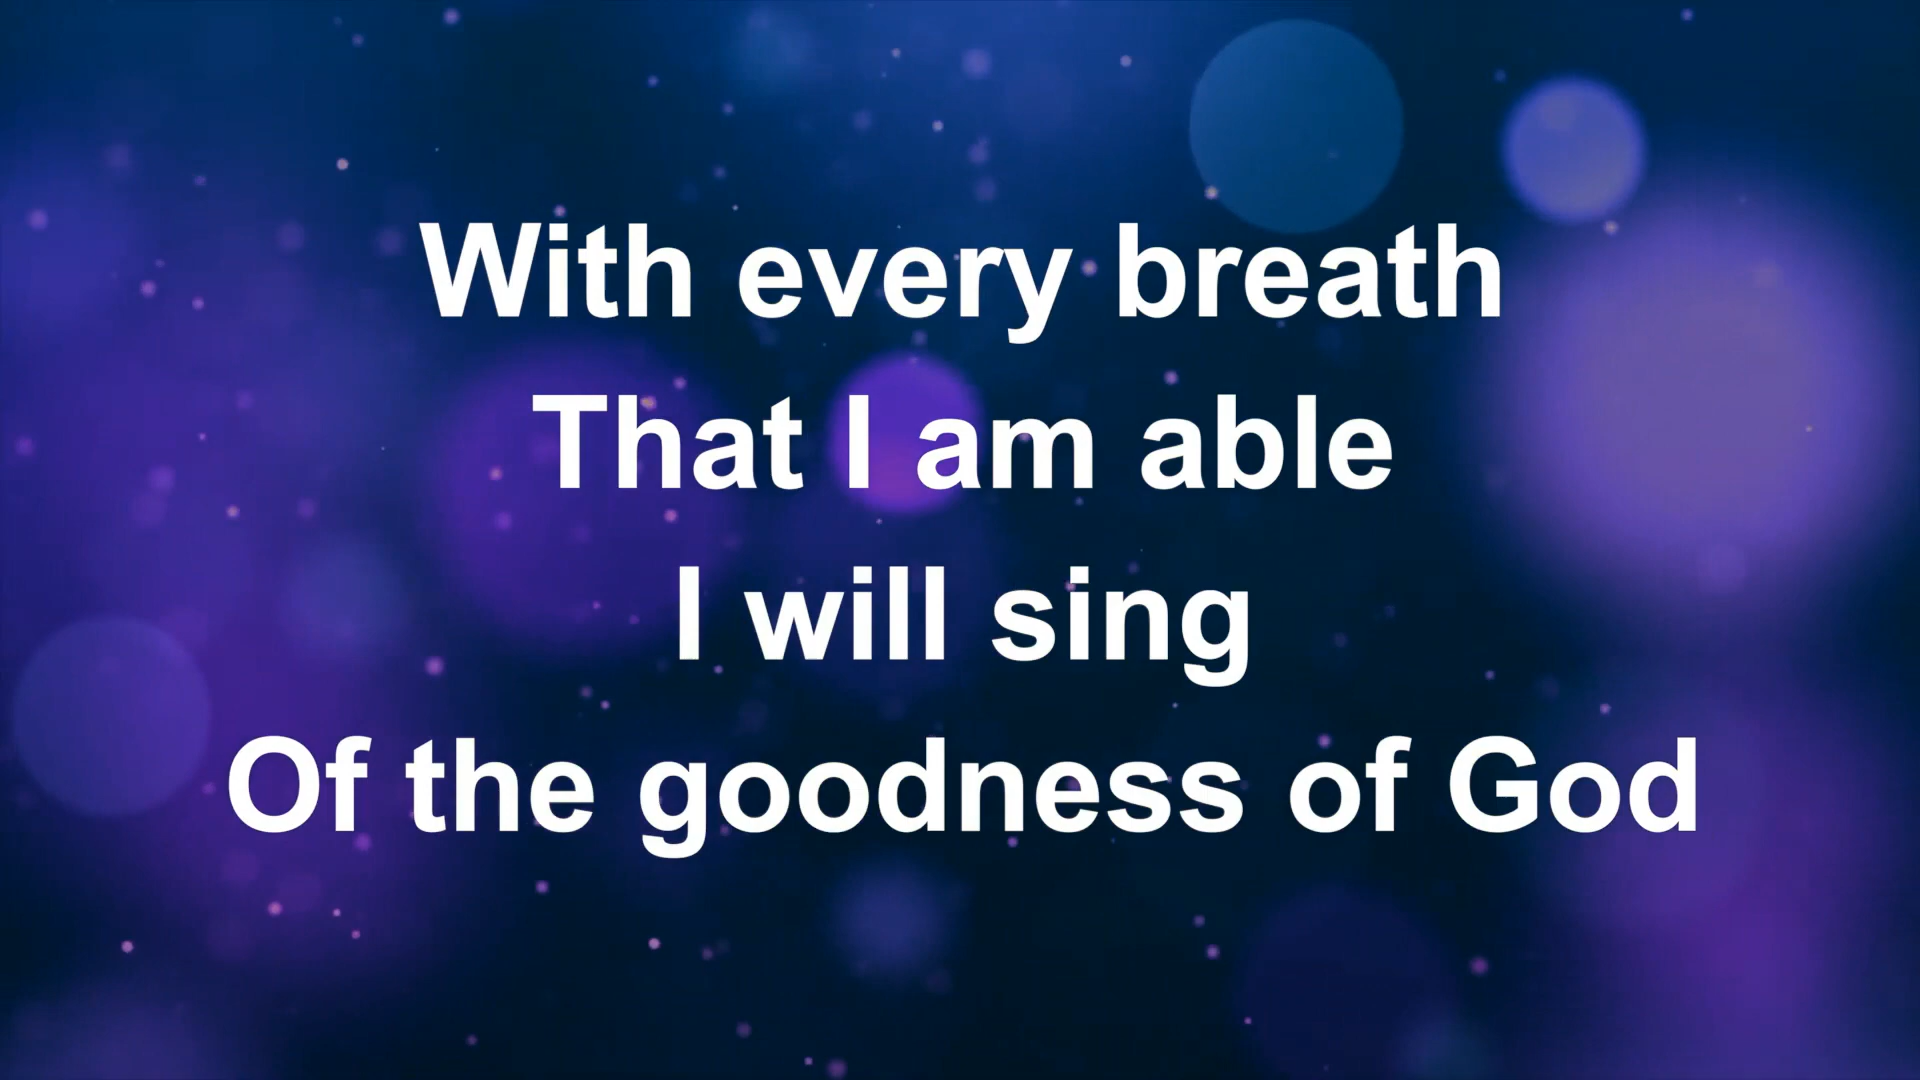 With every breath
That I am able
I will sing
Of the goodness of God